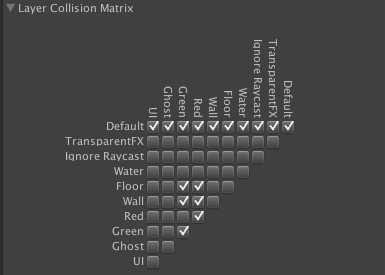 Layer Collision Matrix
UI
Ghost
Green
Red
Wall
Floor
Water
Ignore Raycast
TransparentFX
Default
Default
TransparentFX
Ignore Raycast
Water
Floor
Wall
Red
Green
Ghost
UI